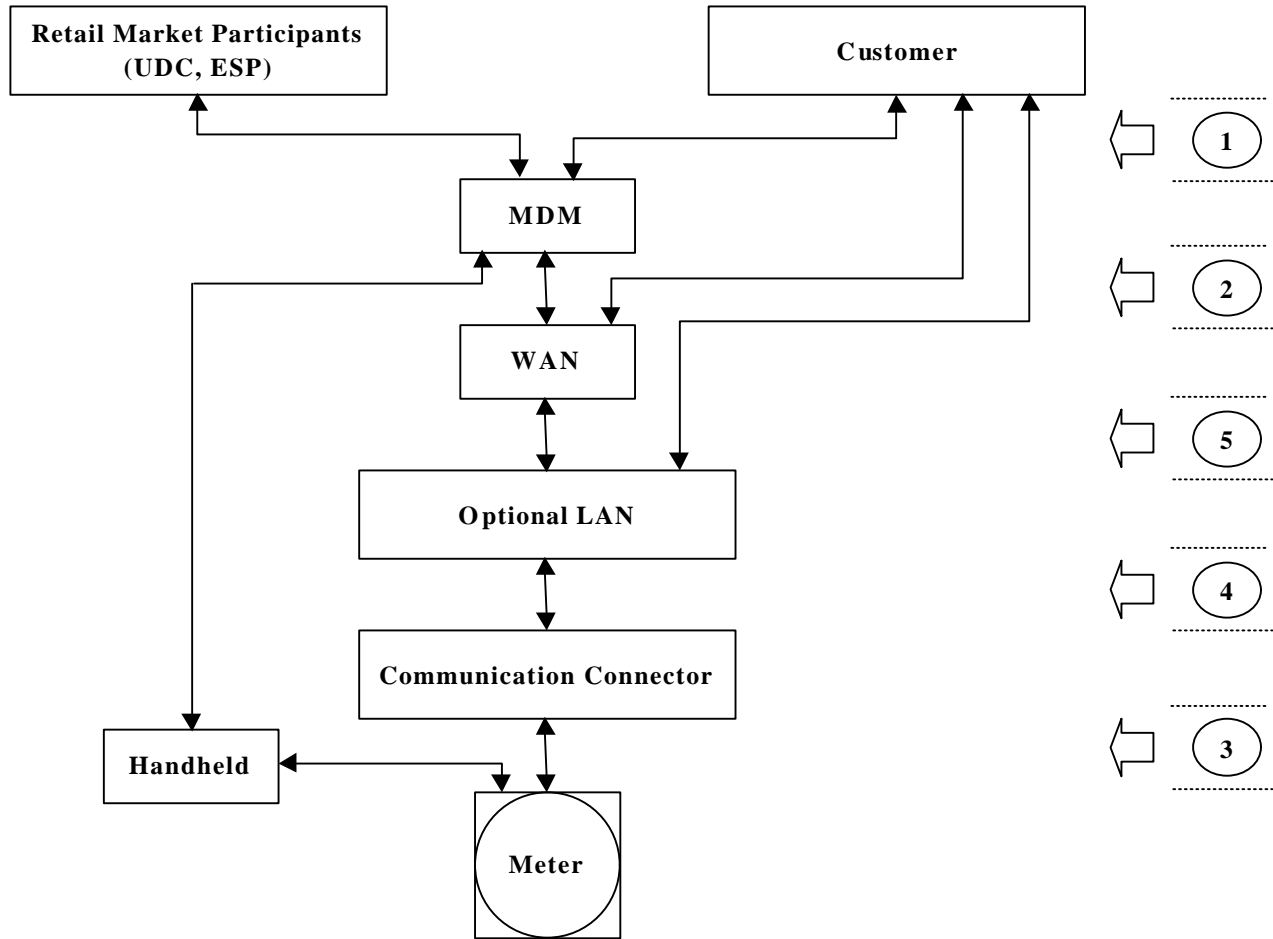 Retail Market Participants
(UDC, ESP)
Customer
1
MDM
2
WAN
5
Optional LAN
4
Communication Connector
3
Handheld
Meter